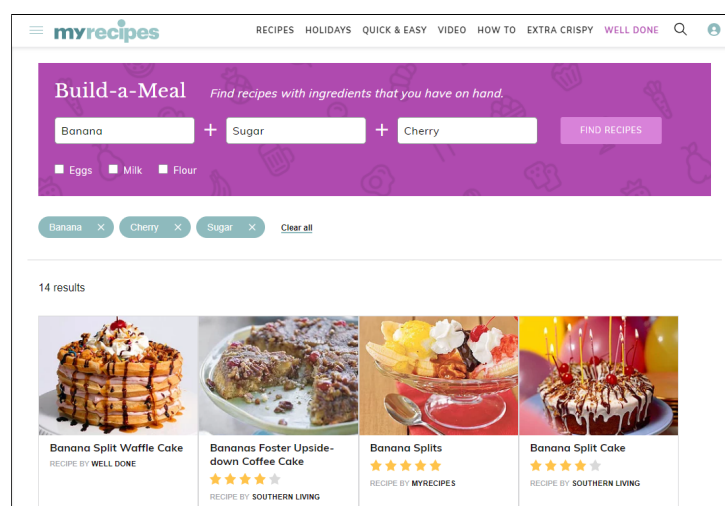 myrecipes
RECIPES HOLIDAYS QUICK & EASY VIDEO HOW TO EXTRA CRISPY WELL DONE
Build-a-Meal Find recipes with ingredients that you have on hand.
Banana + Sugar + Cherry FIND RECIPES
Eggs Milk Flour
Banana × Cherry × Sugar × Clear all
14 results
Banana Split Waffle Cake
RECIPE BY WELL DONE
Bananas Foster Upside-
down Coffee Cake
RECIPE BY SOUTHERN LIVING
Banana Splits
RECIPE BY MYRECIPES
Banana Split Cake
RECIPE BY SOUTHERN LIVING